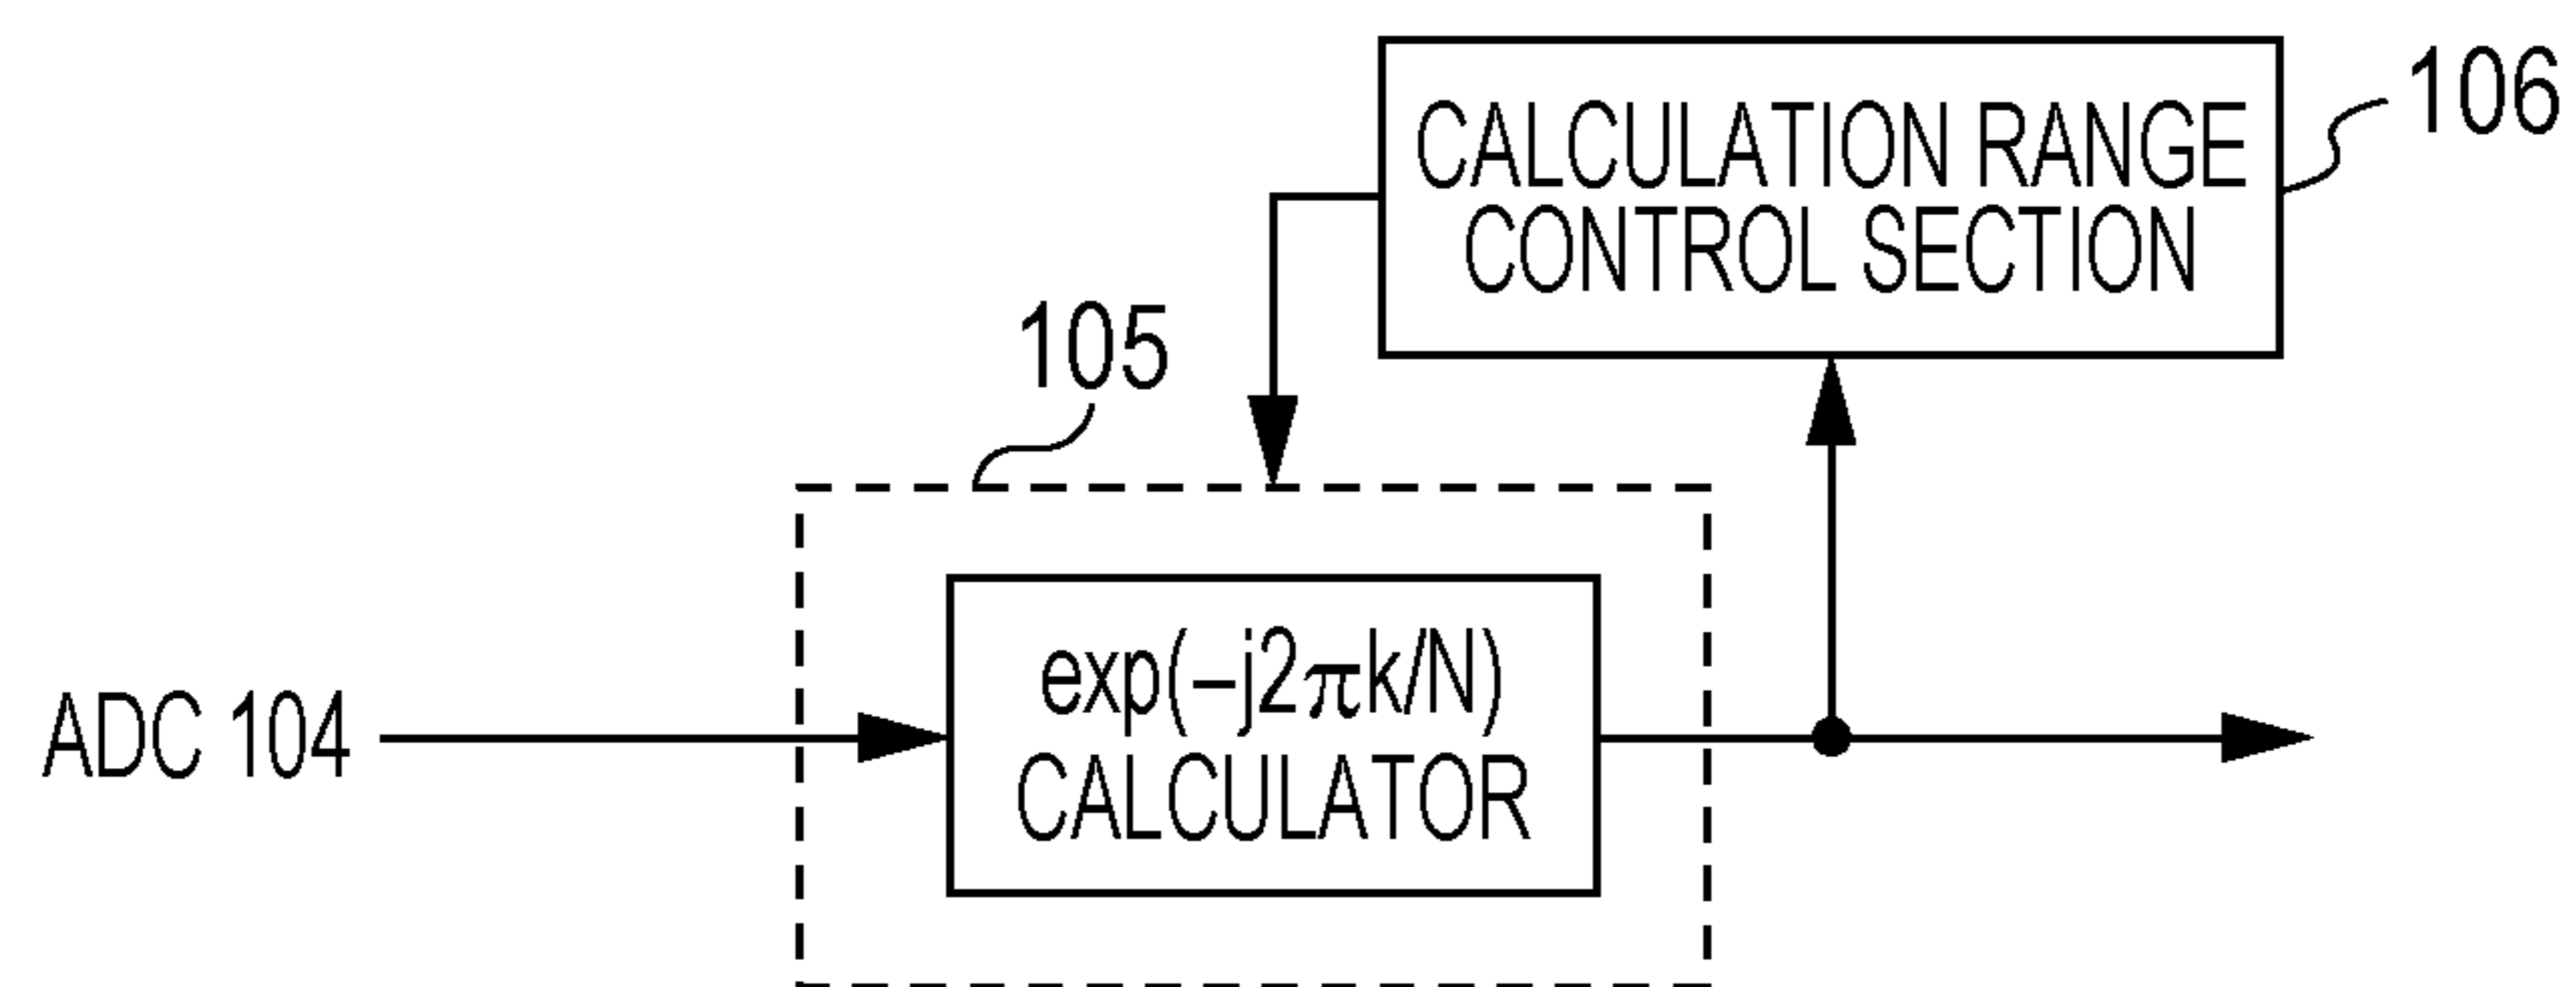 CALCULATION RANGE
CONTROL SECTION
106
105
exp(–j2πk/N)
CALCULATOR
ADC 104